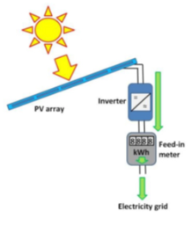 PV array
Inverter
Feed-in
meter
kWh
Electricity grid